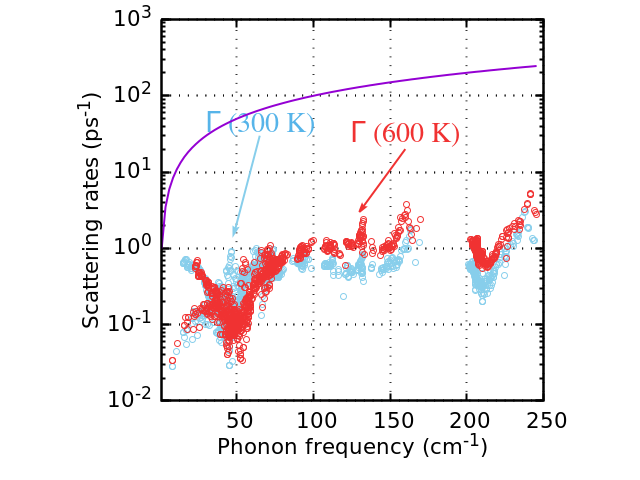 10³
10²
Γ (300 K)
Γ (600 K)
10¹
10⁰
10⁻¹
10⁻²
Scattering rates (ps⁻¹)
50 100 150 200 250
Phonon frequency (cm⁻¹)